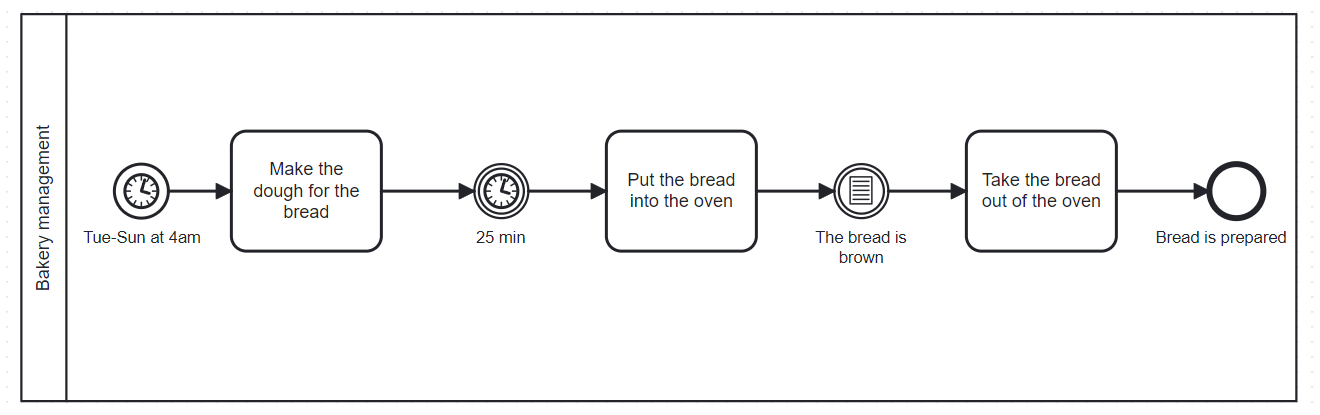 Bakery management
Tue-Sun at 4am
Make the
dough for the
bread
25 min
Put the bread
into the oven
The bread is
brown
Take the bread
out of the oven
Bread is prepared